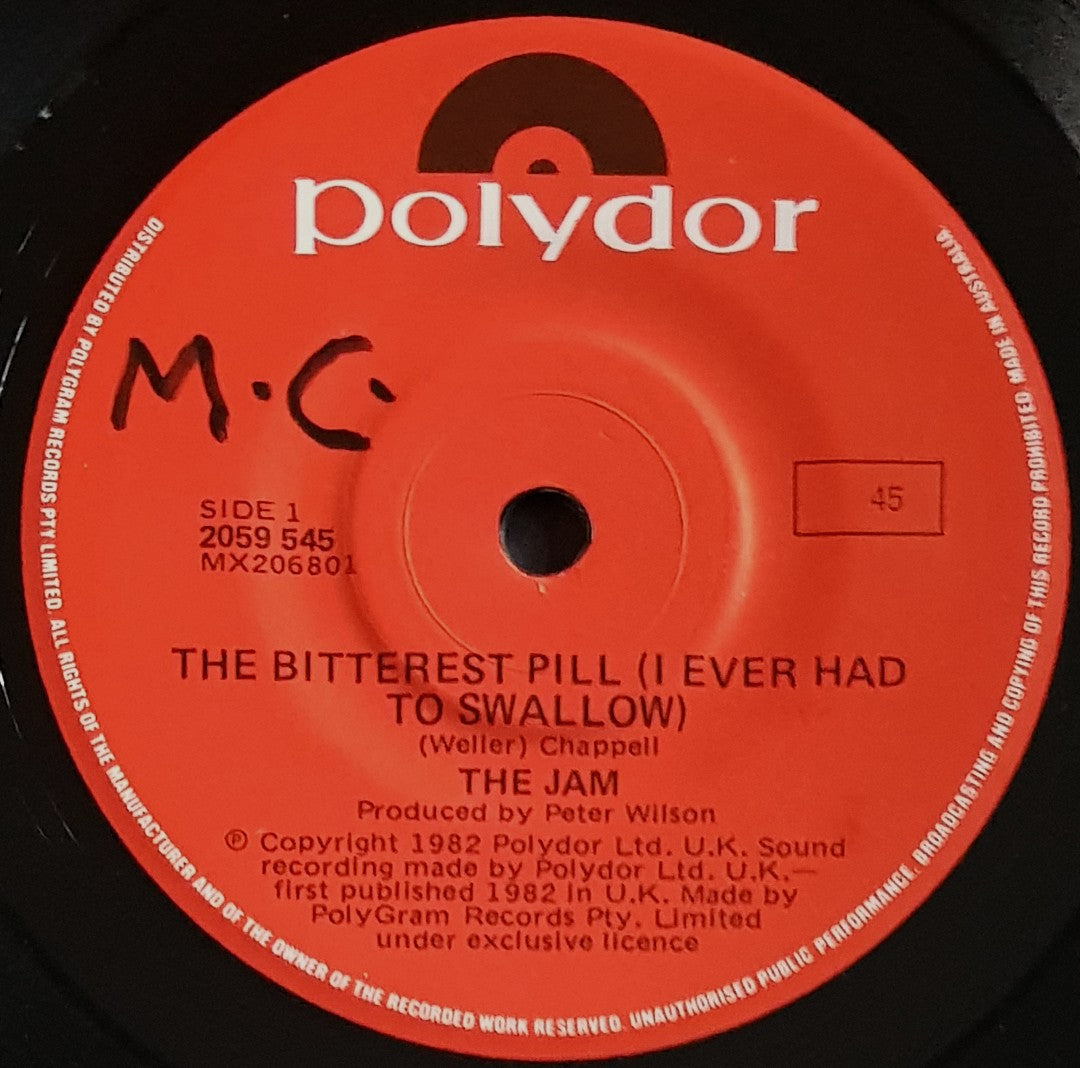 polydor
DISTRIBUTED BY POLYGRAM RECORDS PTY LIMITED. ALL RIGHTS OF THE MANUFACTURER AND OF THE OWNER OF THE RECORDED WORK RESERVED. UNAUTHORISED PUBLIC PERFORMANCE, BROADCASTING AND COPYING OF THIS RECORD PROHIBITED. MADE IN AUSTRALIA.
M.C.
SIDE 1
2059 545
MX206801
45
THE BITTEREST PILL (I EVER HAD
TO SWALLOW)
(Weller) Chappell
THE JAM
Produced by Peter Wilson
℗ Copyright 1982 Polydor Ltd. U.K. Sound
recording made by Polydor Ltd. U.K.—
first published 1982 in U.K. Made by
PolyGram Records Pty. Limited
under exclusive licence